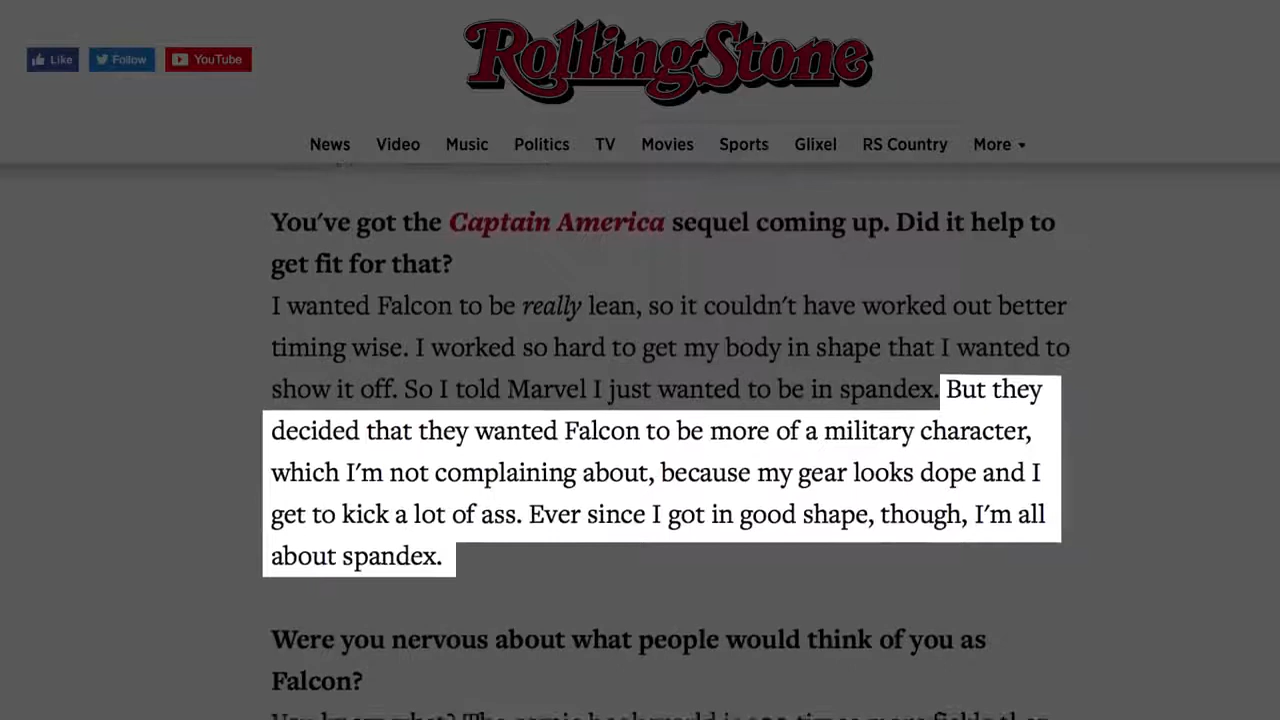 RollingStone
Like Follow YouTube
News Video Music Politics TV Movies Sports Glixel RS Country More
You've got the Captain America sequel coming up. Did it help to
get fit for that?
I wanted Falcon to be really lean, so it couldn't have worked out better
timing wise. I worked so hard to get my body in shape that I wanted to
show it off. So I told Marvel I just wanted to be in spandex. But they
decided that they wanted Falcon to be more of a military character,
which I'm not complaining about, because my gear looks dope and I
get to kick a lot of ass. Ever since I got in good shape, though, I'm all
about spandex.
Were you nervous about what people would think of you as
Falcon?